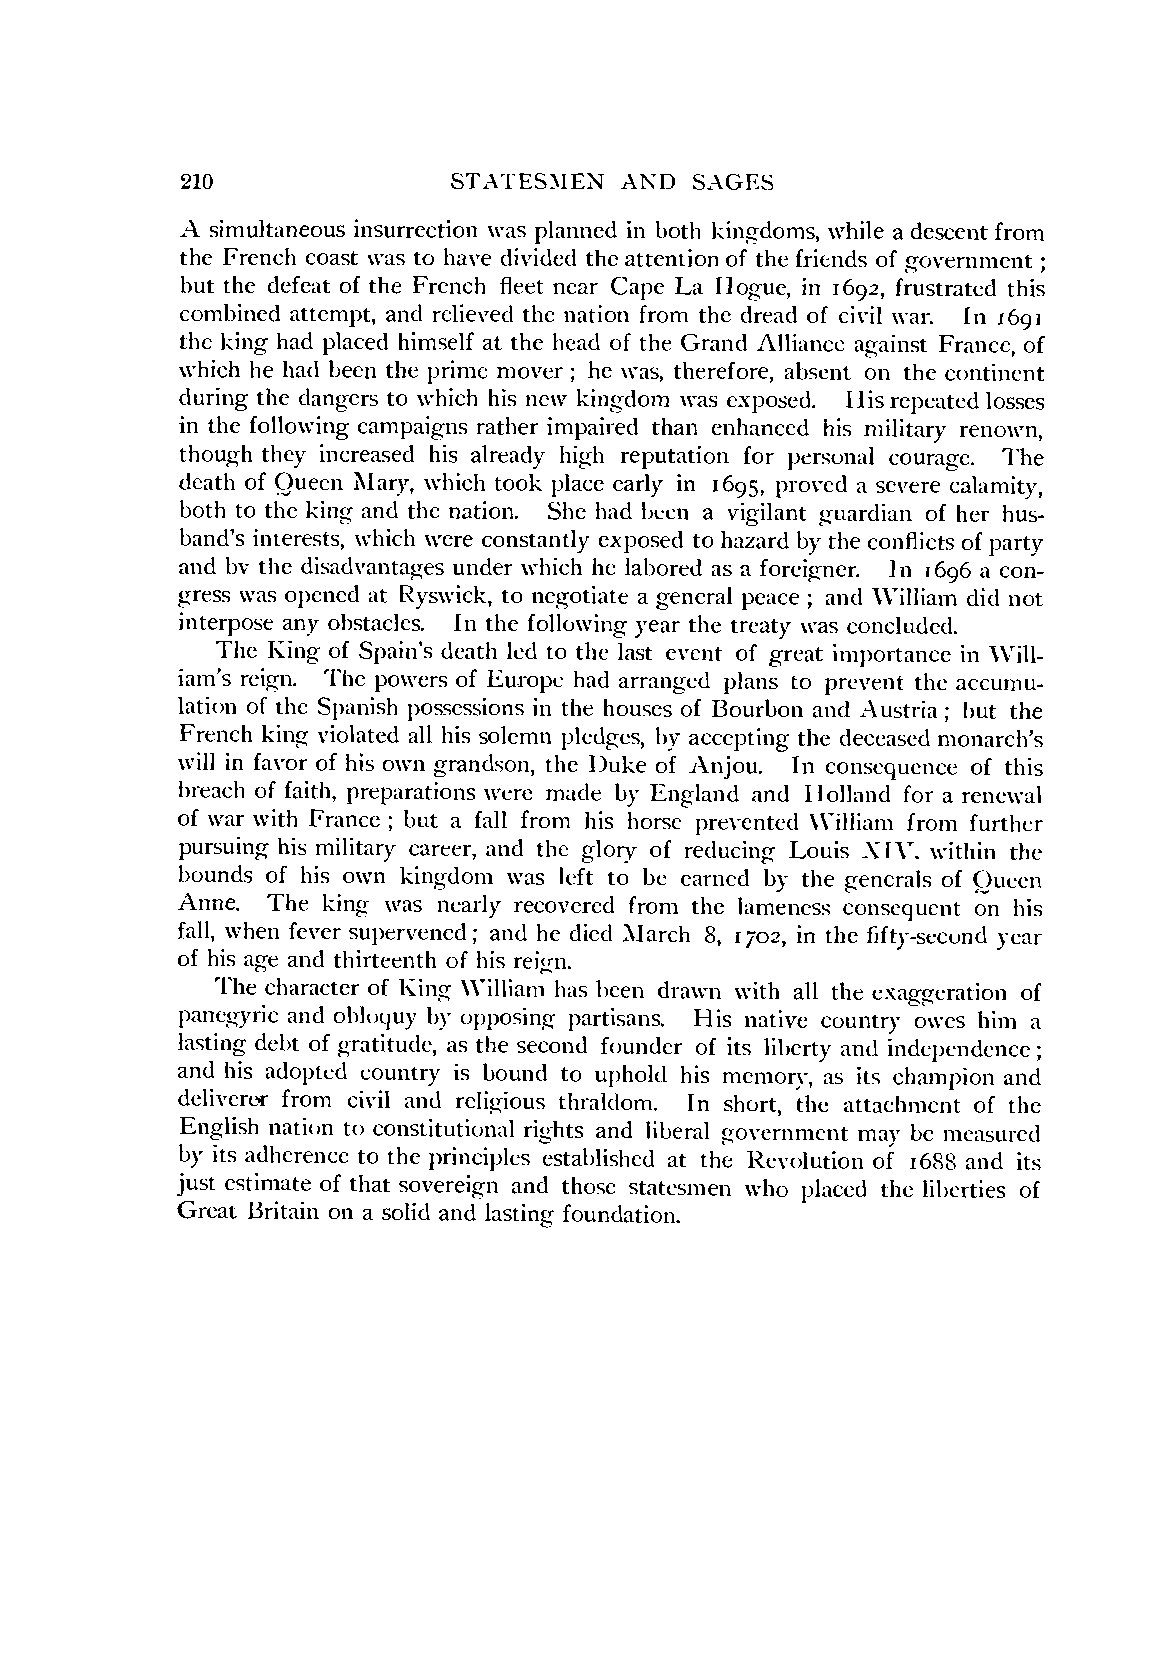 210 STATESMEN AND SAGES
A simultaneous insurrection was planned in both kingdoms, while a descent from
the French coast was to have divided the attention of the friends of government ;
but the defeat of the French fleet near Cape La Hogue, in 1692, frustrated this
combined attempt, and relieved the nation from the dread of civil war. In 1691
the king had placed himself at the head of the Grand Alliance against France, of
which he had been the prime mover ; he was, therefore, absent on the continent
during the dangers to which his new kingdom was exposed. His repeated losses
in the following campaigns rather impaired than enhanced his military renown,
though they increased his already high reputation for personal courage. The
death of Queen Mary, which took place early in 1695, proved a severe calamity,
both to the king and the nation. She had been a vigilant guardian of her hus-
band's interests, which were constantly exposed to hazard by the conflicts of party
and by the disadvantages under which he labored as a foreigner. In 1696 a con-
gress was opened at Ryswick, to negotiate a general peace ; and William did not
interpose any obstacles. In the following year the treaty was concluded.
The King of Spain's death led to the last event of great importance in Will-
iam's reign. The powers of Europe had arranged plans to prevent the accumu-
lation of the Spanish possessions in the houses of Bourbon and Austria ; but the
French king violated all his solemn pledges, by accepting the deceased monarch's
will in favor of his own grandson, the Duke of Anjou. In consequence of this
breach of faith, preparations were made by England and Holland for a renewal
of war with France ; but a fall from his horse prevented William from further
pursuing his military career, and the glory of reducing Louis XIV. within the
bounds of his own kingdom was left to be earned by the generals of Queen
Anne. The king was nearly recovered from the lameness consequent on his
fall, when fever supervened ; and he died March 8, 1702, in the fifty-second year
of his age and thirteenth of his reign.
The character of King William has been drawn with all the exaggeration of
panegyric and obloquy by opposing partisans. His native country owes him a
lasting debt of gratitude, as the second founder of its liberty and independence ;
and his adopted country is bound to uphold his memory, as its champion and
deliverer from civil and religious thraldom. In short, the attachment of the
English nation to constitutional rights and liberal government may be measured
by its adherence to the principles established at the Revolution of 1688 and its
just estimate of that sovereign and those statesmen who placed the liberties of
Great Britain on a solid and lasting foundation.